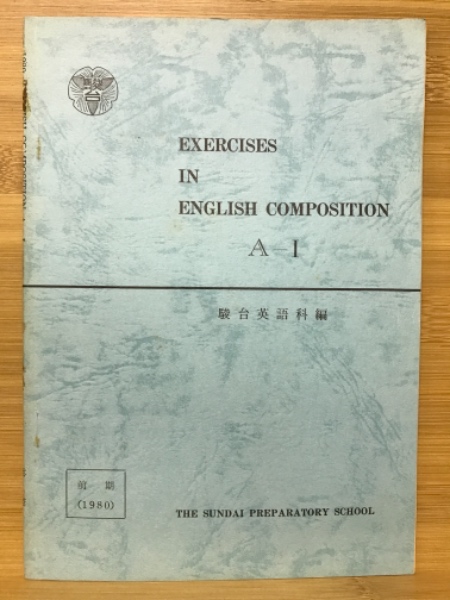 EXERCISES
IN
ENGLISH COMPOSITION
A-I
駿台英語科編
前期
(1980)
THE SUNDAI PREPARATORY SCHOOL